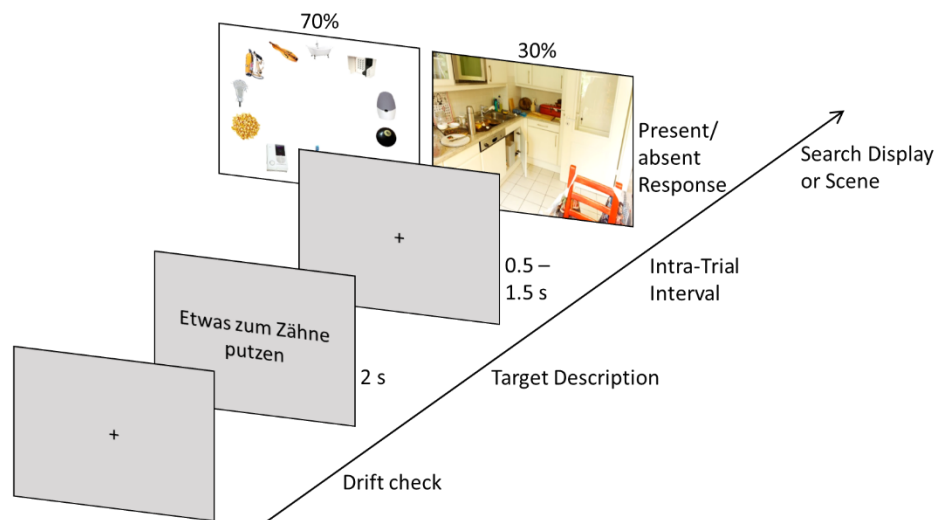 70%
30%
Present/
absent
Response
Search Display
or Scene
+
0.5 –
1.5 s
Intra-Trial
Interval
Etwas zum Zähne
putzen
2 s
Target Description
+
Drift check